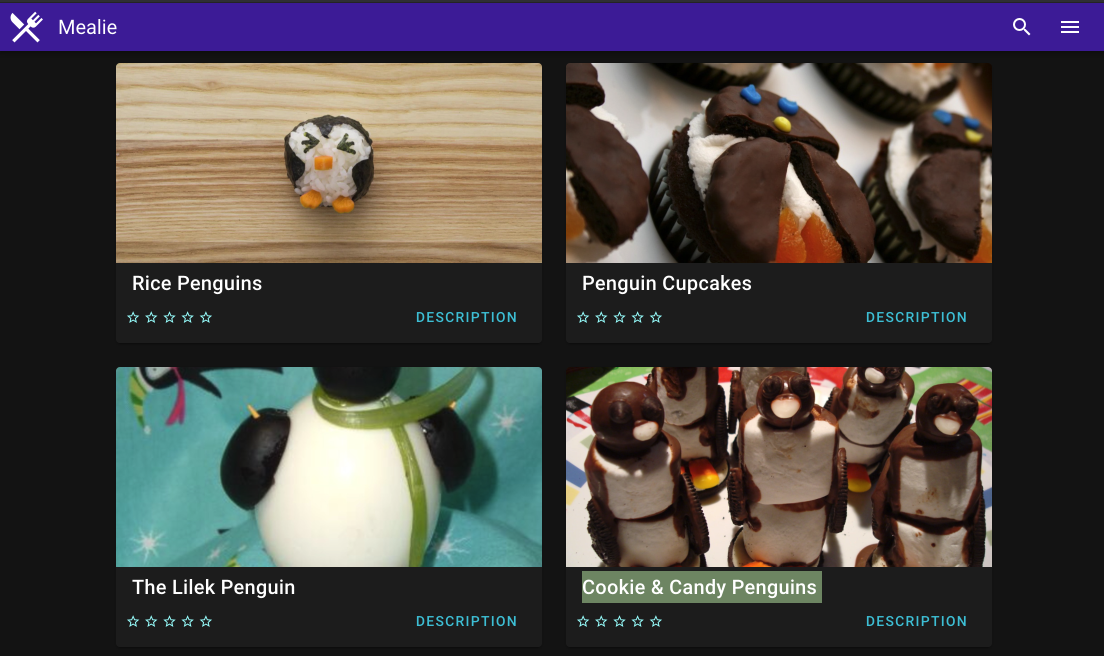 Mealie
Rice Penguins
DESCRIPTION
Penguin Cupcakes
DESCRIPTION
The Lilek Penguin
DESCRIPTION
Cookie & Candy Penguins
DESCRIPTION